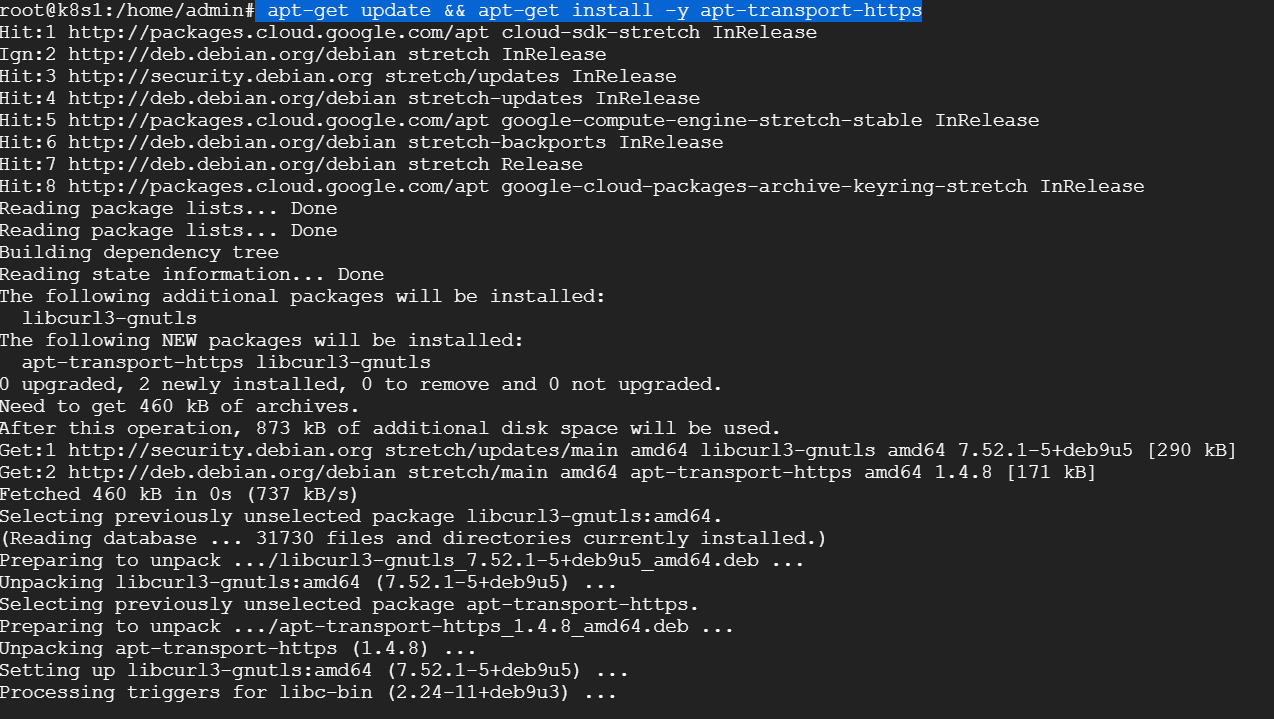 root@k8s1:/home/admin# apt-get update && apt-get install -y apt-transport-https
Hit:1 http://packages.cloud.google.com/apt cloud-sdk-stretch InRelease
Ign:2 http://deb.debian.org/debian stretch InRelease
Hit:3 http://security.debian.org stretch/updates InRelease
Hit:4 http://deb.debian.org/debian stretch-updates InRelease
Hit:5 http://packages.cloud.google.com/apt google-compute-engine-stretch-stable InRelease
Hit:6 http://deb.debian.org/debian stretch-backports InRelease
Hit:7 http://deb.debian.org/debian stretch Release
Hit:8 http://packages.cloud.google.com/apt google-cloud-packages-archive-keyring-stretch InRelease
Reading package lists... Done
Reading package lists... Done
Building dependency tree
Reading state information... Done
The following additional packages will be installed:
  libcurl3-gnutls
The following NEW packages will be installed:
  apt-transport-https libcurl3-gnutls
0 upgraded, 2 newly installed, 0 to remove and 0 not upgraded.
Need to get 460 kB of archives.
After this operation, 873 kB of additional disk space will be used.
Get:1 http://security.debian.org stretch/updates/main amd64 libcurl3-gnutls amd64 7.52.1-5+deb9u5 [290 kB]
Get:2 http://deb.debian.org/debian stretch/main amd64 apt-transport-https amd64 1.4.8 [171 kB]
Fetched 460 kB in 0s (737 kB/s)
Selecting previously unselected package libcurl3-gnutls:amd64.
(Reading database ... 31730 files and directories currently installed.)
Preparing to unpack .../libcurl3-gnutls_7.52.1-5+deb9u5_amd64.deb ...
Unpacking libcurl3-gnutls:amd64 (7.52.1-5+deb9u5) ...
Selecting previously unselected package apt-transport-https.
Preparing to unpack .../apt-transport-https_1.4.8_amd64.deb ...
Unpacking apt-transport-https (1.4.8) ...
Setting up libcurl3-gnutls:amd64 (7.52.1-5+deb9u5) ...
Processing triggers for libc-bin (2.24-11+deb9u3) ...